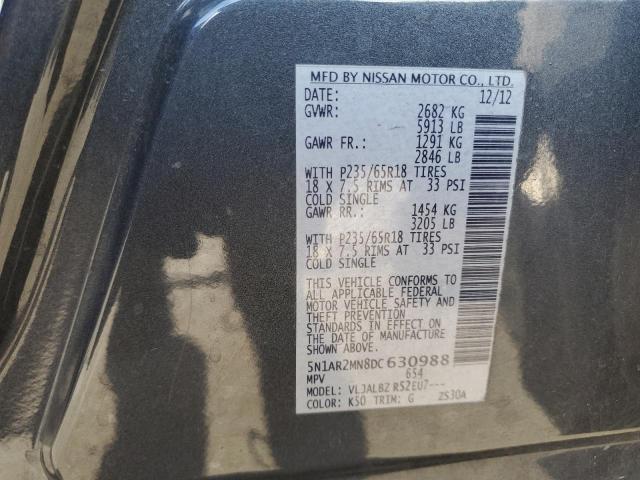 MFD BY NISSAN MOTOR CO., LTD.
DATE: 12/12
GVWR: 2682 KG
5913 LB
GAWR FR.: 1291 KG
2846 LB
WITH P235/65R18 TIRES
18 X 7.5 RIMS AT 33 PSI
COLD SINGLE
GAWR RR.: 1454 KG
3205 LB
WITH P235/65R18 TIRES
18 X 7.5 RIMS AT 33 PSI
COLD SINGLE
THIS VEHICLE CONFORMS TO
ALL APPLICABLE FEDERAL
MOTOR VEHICLE SAFETY AND
THEFT PREVENTION
STANDARDS IN EFFECT ON
THE DATE OF MANUFACTURE
SHOWN ABOVE.
5N1AR2MN8DC630988
MPV 654
MODEL: VLJALBZ R52EU7---
COLOR: K50 TRIM: G ZS30A